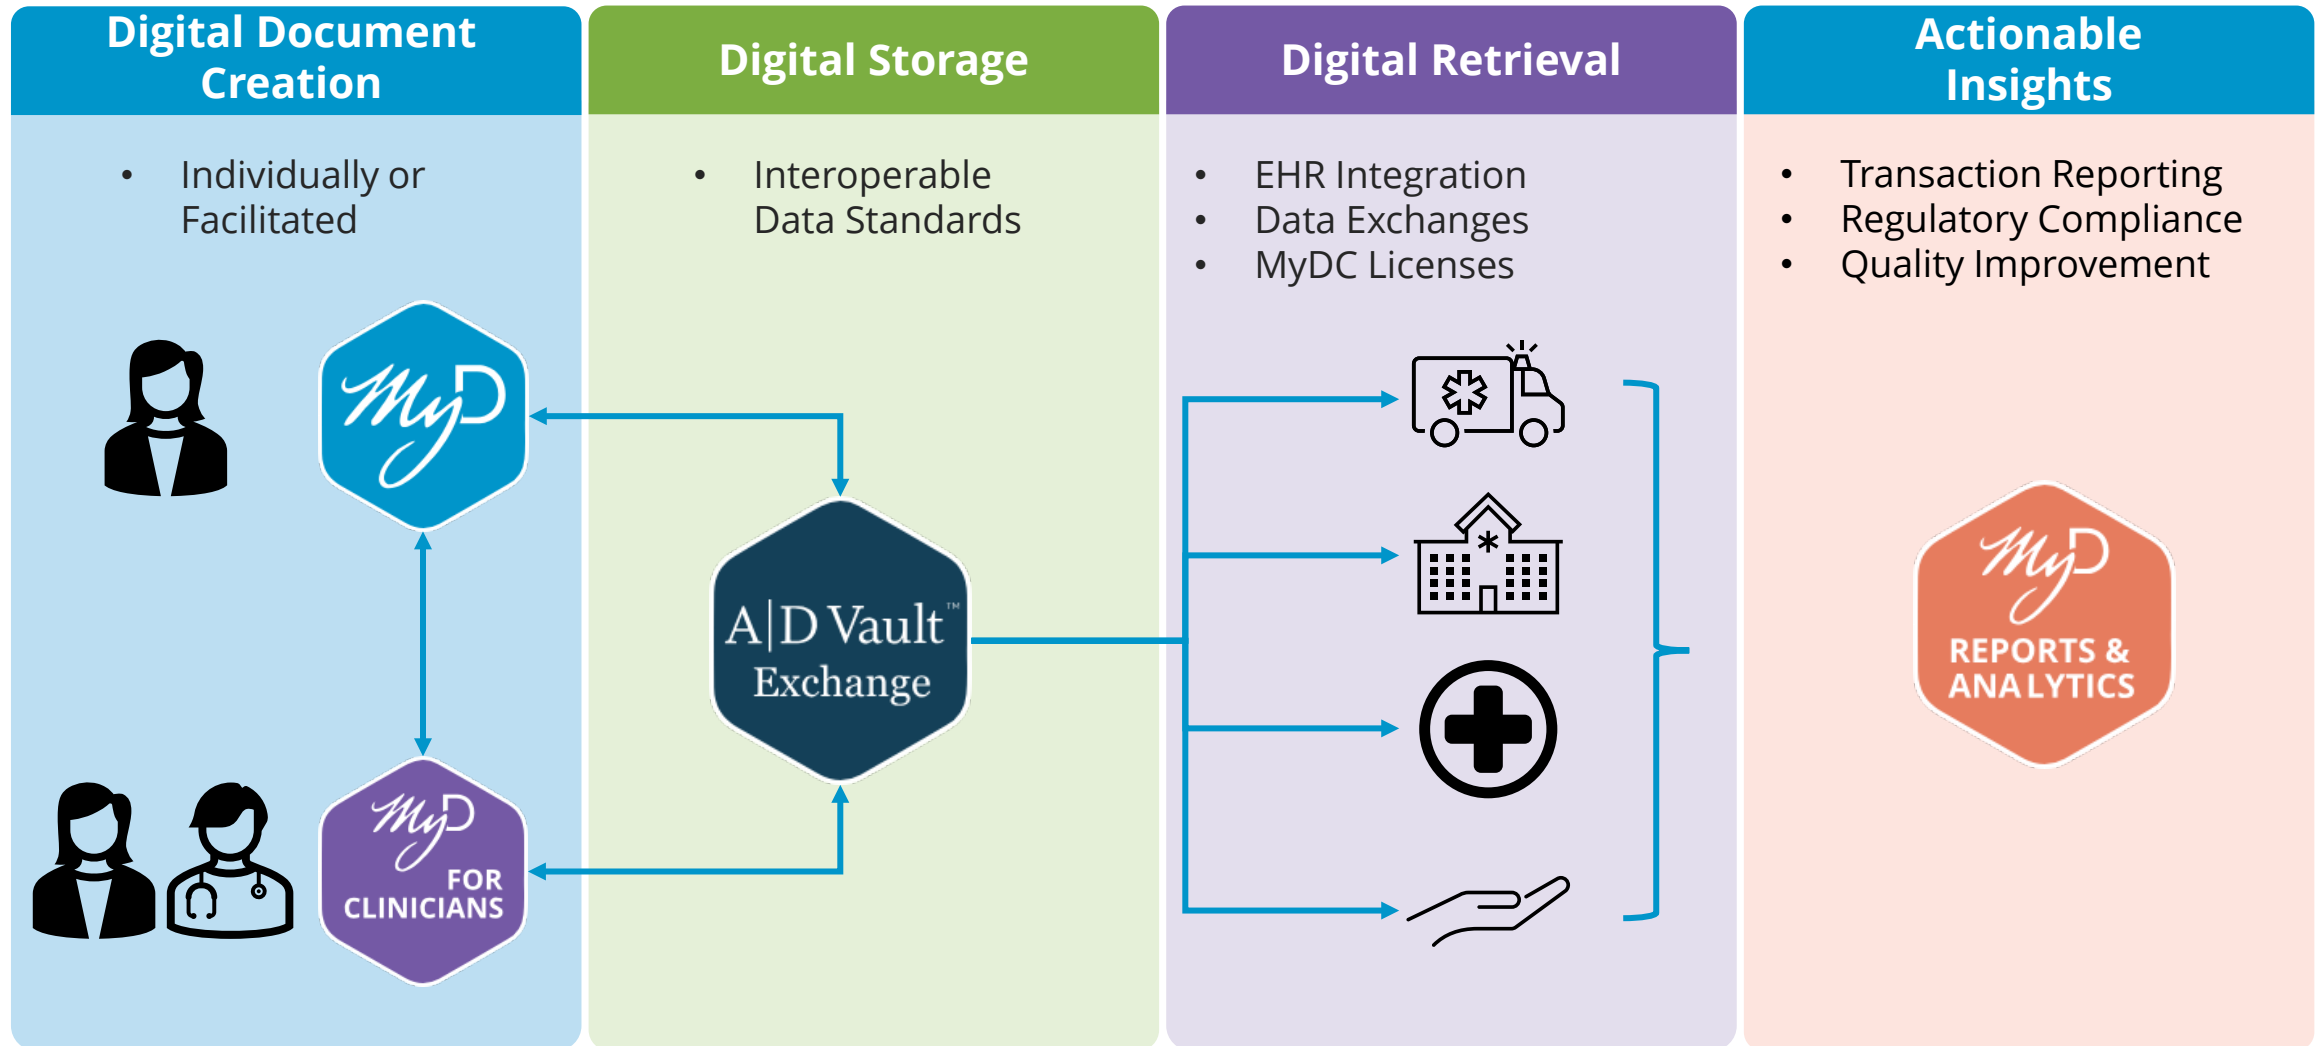 Digital Document
Creation
Digital Storage
Digital Retrieval
Actionable
Insights
• Individually or
Facilitated
• Interoperable
Data Standards
• EHR Integration
• Data Exchanges
• MyDC Licenses
• Transaction Reporting
• Regulatory Compliance
• Quality Improvement
MyD
A|D Vault™
Exchange
MyD
FOR
CLINICIANS
MyD
REPORTS &
ANALYTICS